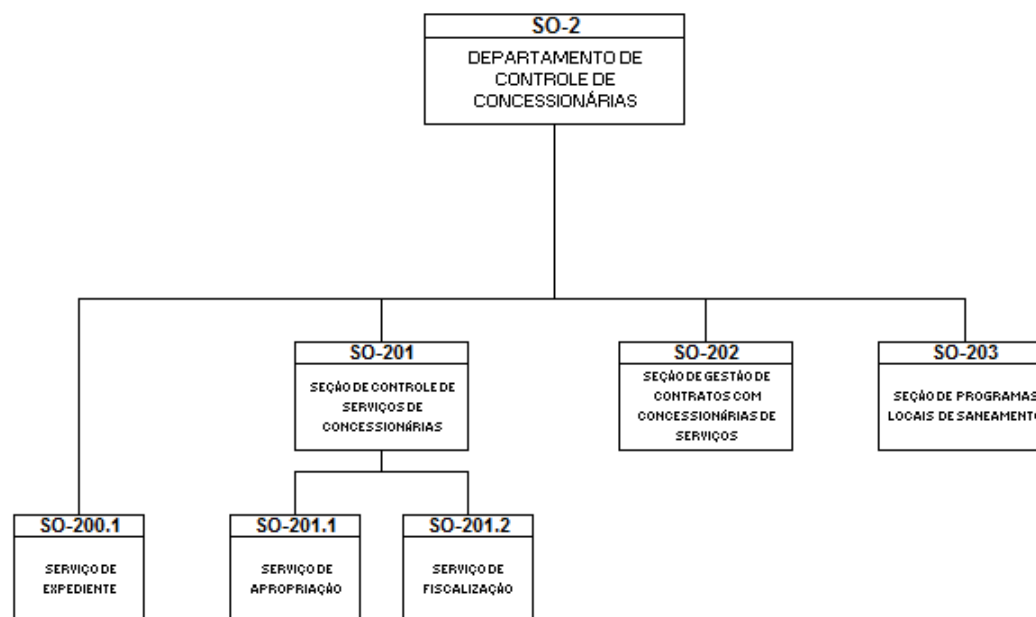 SO-2
DEPARTAMENTO DE
CONTROLE DE
CONCESSIONÁRIAS
SO-201
SEÇÃO DE CONTROLE DE
SERVIÇOS DE
CONCESSIONÁRIAS
SO-202
SEÇÃO DE GESTÃO DE
CONTRATOS COM
CONCESSIONÁRIAS DE
SERVIÇOS
SO-203
SEÇÃO DE PROGRAMAS
LOCAIS DE SANEAMENTO
SO-200.1
SERVIÇO DE
EXPEDIENTE
SO-201.1
SERVIÇO DE
APROPRIAÇÃO
SO-201.2
SERVIÇO DE
FISCALIZAÇÃO